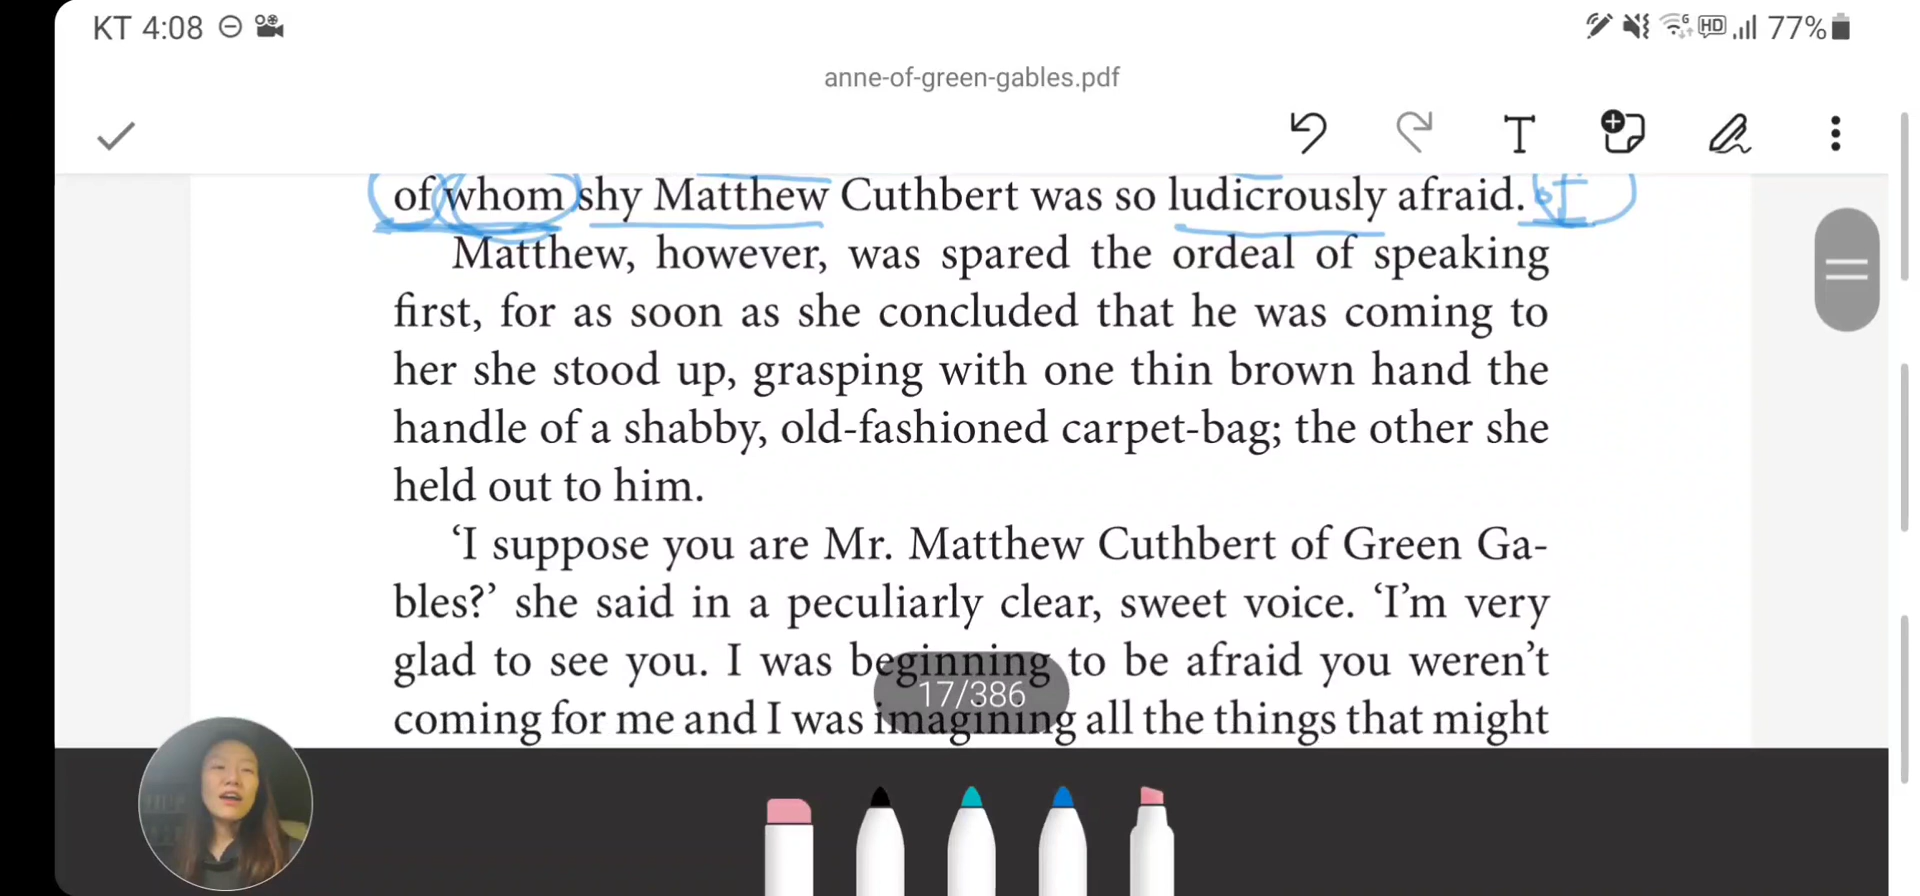 KT 4:08
6 HD 77%
anne-of-green-gables.pdf
T
of whom shy Matthew Cuthbert was so ludicrously afraid. of
Matthew, however, was spared the ordeal of speaking
first, for as soon as she concluded that he was coming to
her she stood up, grasping with one thin brown hand the
handle of a shabby, old-fashioned carpet-bag; the other she
held out to him.
‘I suppose you are Mr. Matthew Cuthbert of Green Ga-
bles?’ she said in a peculiarly clear, sweet voice. ‘I’m very
glad to see you. I was beginning to be afraid you weren’t
17/386
coming for me and I was imagining all the things that might